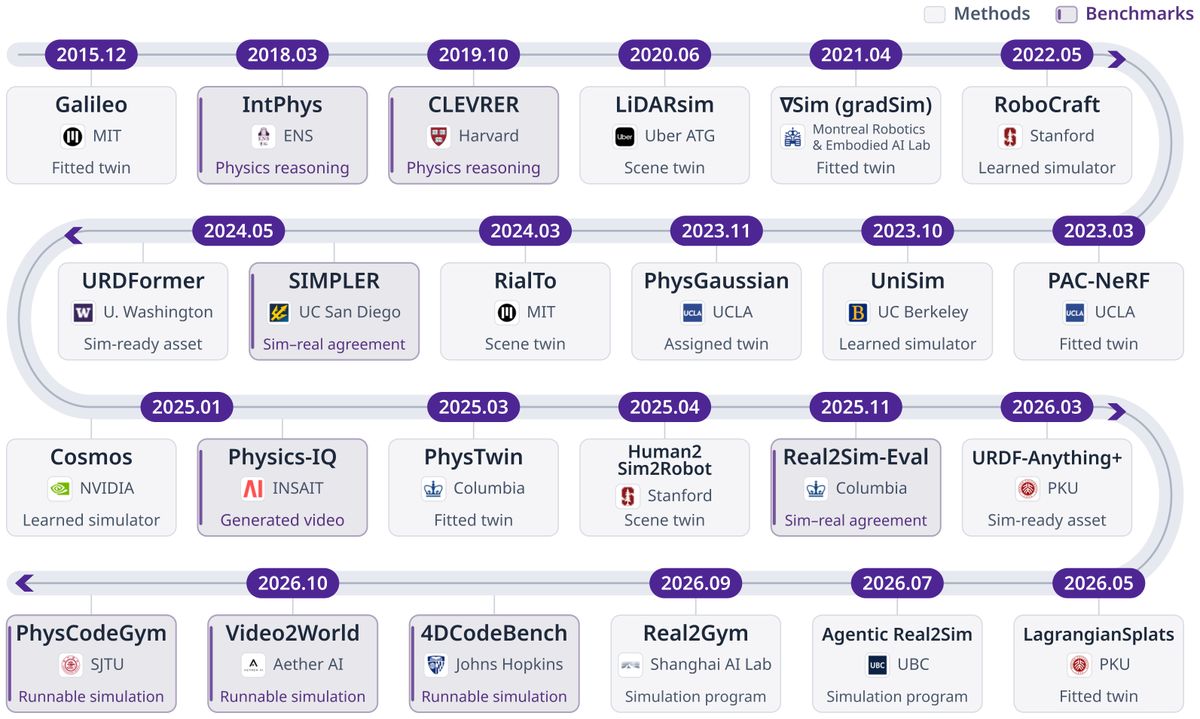 Methods
Benchmarks
2015.12
2018.03
2019.10
2020.06
2021.04
2022.05
Galileo
MIT
Fitted twin
IntPhys
ENS
Physics reasoning
CLEVRER
Harvard
Physics reasoning
LiDARsim
Uber
Uber ATG
Scene twin
∇Sim (gradSim)
Montreal Robotics
& Embodied AI Lab
Fitted twin
RoboCraft
Stanford
Learned simulator
2024.05
2024.03
2023.11
2023.10
2023.03
URDFormer
W
U. Washington
Sim-ready asset
SIMPLER
UC San Diego
Sim–real agreement
RialTo
MIT
Scene twin
PhysGaussian
UCLA
UCLA
Assigned twin
UniSim
B
UC Berkeley
Learned simulator
PAC-NeRF
UCLA
UCLA
Fitted twin
2025.01
2025.03
2025.04
2025.11
2026.03
Cosmos
NVIDIA
Learned simulator
Physics-IQ
INSAIT
Generated video
PhysTwin
Columbia
Fitted twin
Human2
Sim2Robot
Stanford
Scene twin
Real2Sim-Eval
Columbia
Sim–real agreement
URDF-Anything+
PKU
Sim-ready asset
2026.10
2026.09
2026.07
2026.05
PhysCodeGym
SJTU
Runnable simulation
Video2World
Aether AI
Runnable simulation
4DCodeBench
Johns Hopkins
Runnable simulation
Real2Gym
Shanghai AI Lab
Simulation program
Agentic Real2Sim
UBC
UBC
Simulation program
LagrangianSplats
PKU
Fitted twin